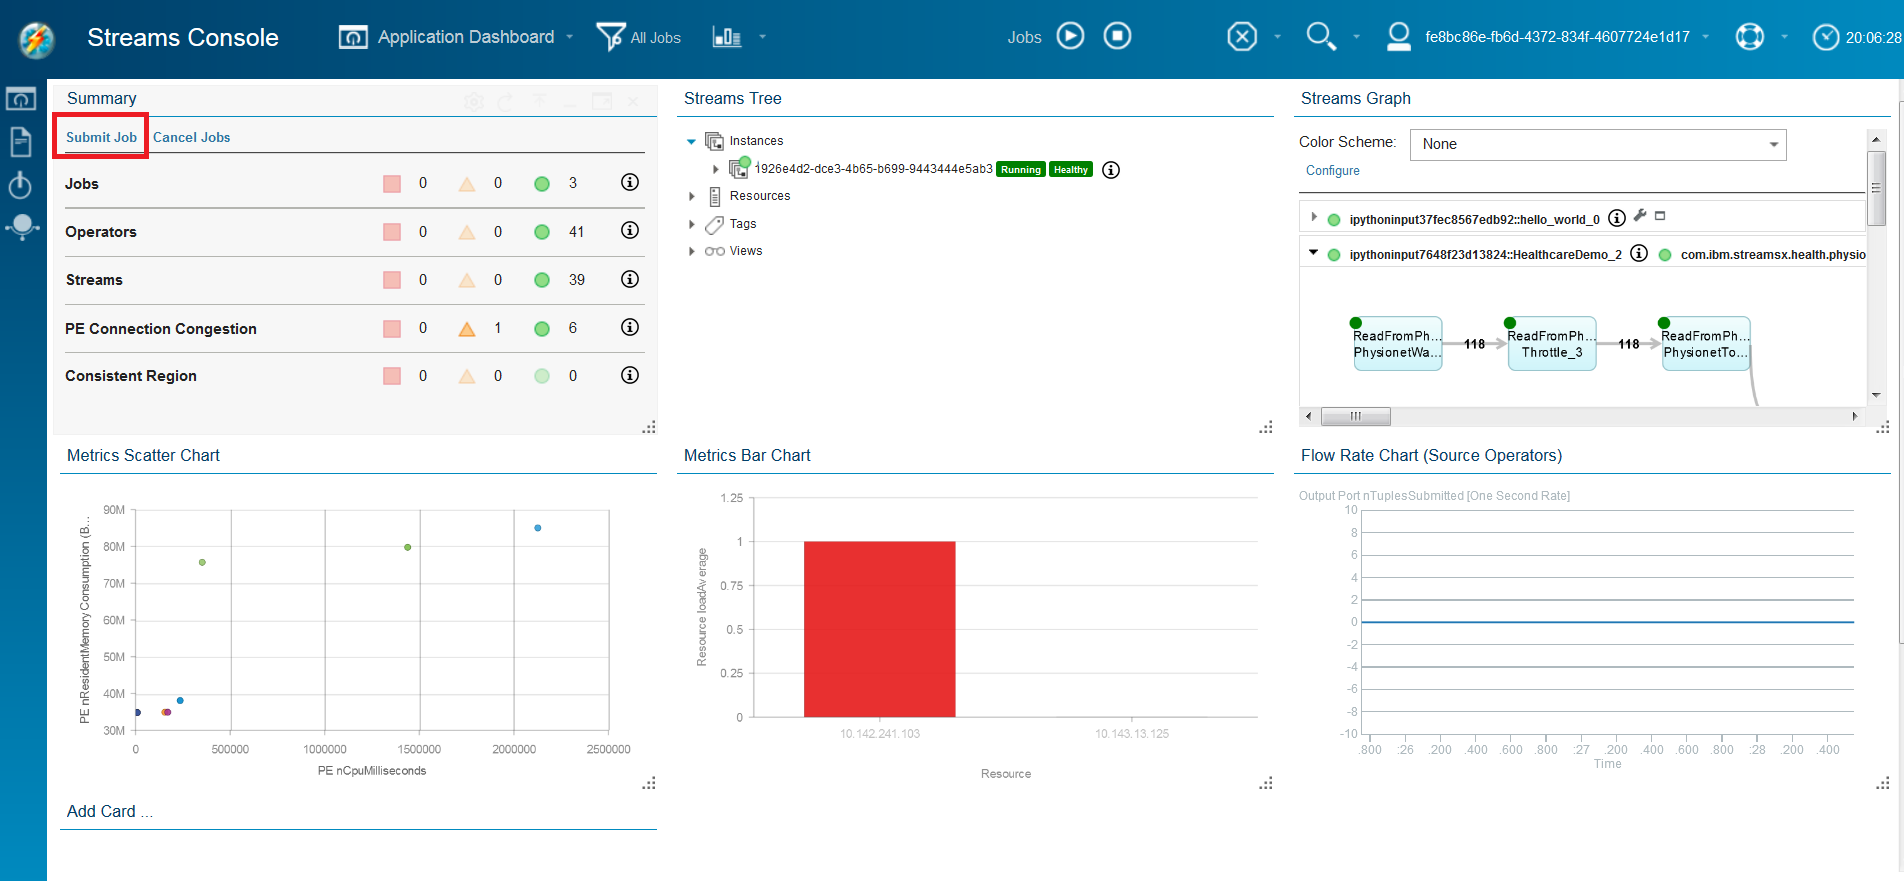 Streams Console
Application Dashboard
All Jobs
Jobs
fe8bc86e-fb6d-4372-834f-4607724e1d17
20:06:28
Summary
Submit Job Cancel Jobs
Jobs 0 0 3
Operators 0 0 41
Streams 0 0 39
PE Connection Congestion 0 1 6
Consistent Region 0 0 0
Streams Tree
Instances
1926e4d2-dce3-4b65-b699-9443444e5ab3 Running Healthy
Resources
Tags
Views
Streams Graph
Color Scheme: None
Configure
ipythoninput37fec8567edb92::hello_world_0
ipythoninput7648f23d13824::HealthcareDemo_2 com.ibm.streamsx.health.physio
ReadFromPh...
PhysionetWa...
118
ReadFromPh...
Throttle_3
118
ReadFromPh...
PhysionetTo...
Metrics Scatter Chart
PE nResidentMemory Consumption (B...
90M
80M
70M
60M
50M
40M
30M
0 500000 1000000 1500000 2000000 2500000
PE nCpuMilliseconds
Metrics Bar Chart
Resource loadAverage
1.25
1
0.75
0.5
0.25
0
10.142.241.103 10.143.13.125
Resource
Flow Rate Chart (Source Operators)
Output Port nTuplesSubmitted [One Second Rate]
10
8
6
4
2
0
-2
-4
-6
-8
-10
.800 :26 .200 .400 .600 .800 :27 .200 .400 .600 .800 :28 .200 .400
Time
Add Card ...